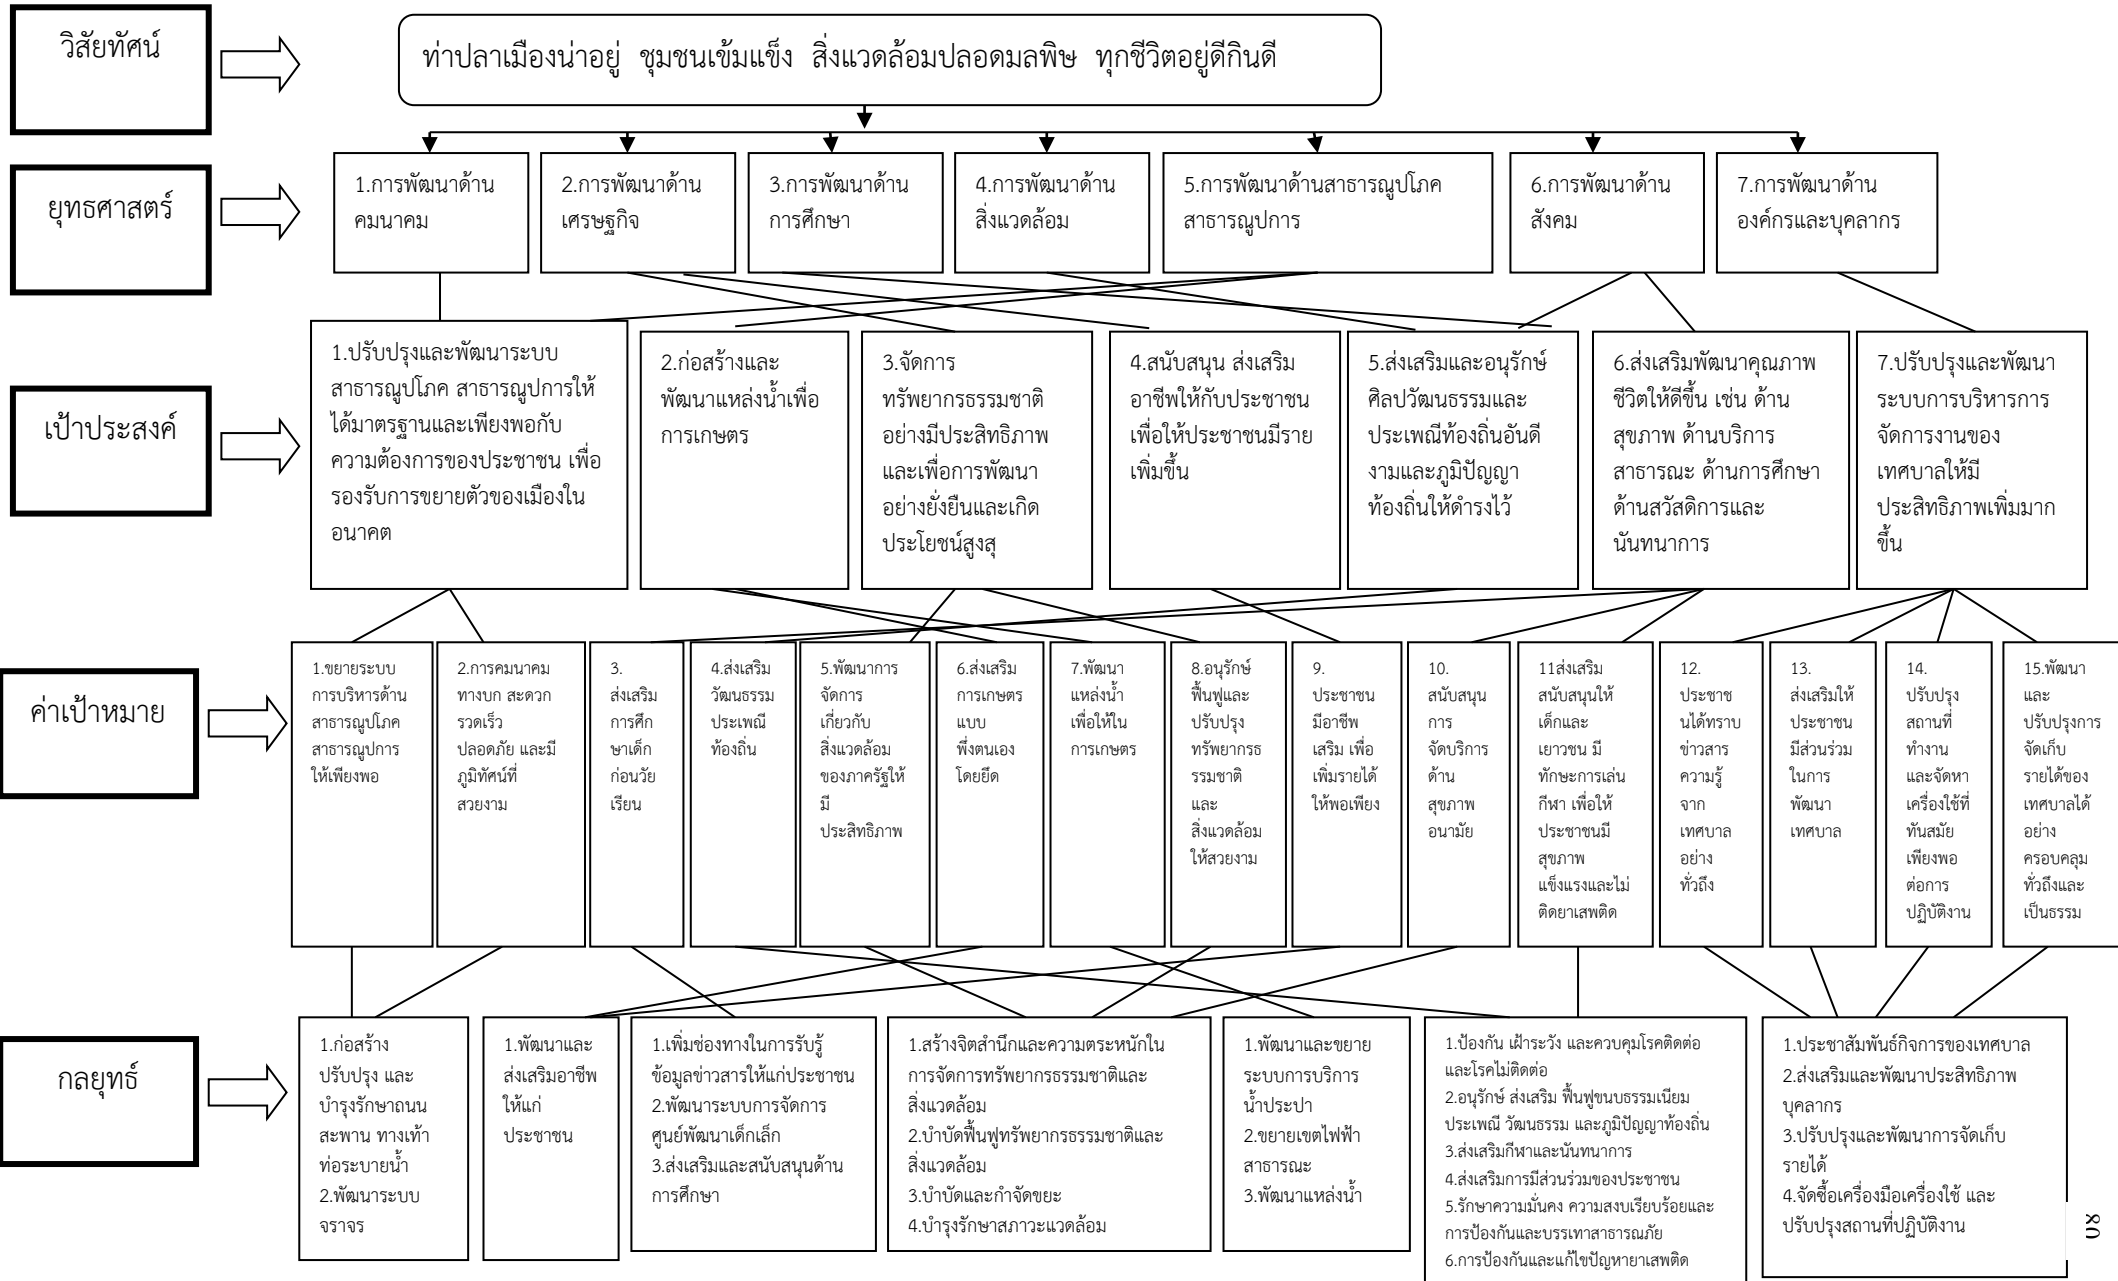 วิสัยทัศน์
ท่าปลาเมืองน่าอยู่ ชุมชนเข้มแข็ง สิ่งแวดล้อมปลอดมลพิษ ทุกชีวิตอยู่ดีกินดี
ยุทธศาสตร์
1.การพัฒนาด้าน
คมนาคม
2.การพัฒนาด้าน
เศรษฐกิจ
3.การพัฒนาด้าน
การศึกษา
4.การพัฒนาด้าน
สิ่งแวดล้อม
5.การพัฒนาด้านสาธารณูปโภค
สาธารณูปการ
6.การพัฒนาด้าน
สังคม
7.การพัฒนาด้าน
องค์กรและบุคลากร
เป้าประสงค์
1.ปรับปรุงและพัฒนาระบบ
สาธารณูปโภค สาธารณูปการให้
ได้มาตรฐานและเพียงพอกับ
ความต้องการของประชาชน เพื่อ
รองรับการขยายตัวของเมืองใน
อนาคต
2.ก่อสร้างและ
พัฒนาแหล่งน้ำเพื่อ
การเกษตร
3.จัดการ
ทรัพยากรธรรมชาติ
อย่างมีประสิทธิภาพ
และเพื่อการพัฒนา
อย่างยั่งยืนและเกิด
ประโยชน์สูงสุ
4.สนับสนุน ส่งเสริม
อาชีพให้กับประชาชน
เพื่อให้ประชาชนมีราย
เพิ่มขึ้น
5.ส่งเสริมและอนุรักษ์
ศิลปวัฒนธรรมและ
ประเพณีท้องถิ่นอันดี
งามและภูมิปัญญา
ท้องถิ่นให้ดำรงไว้
6.ส่งเสริมพัฒนาคุณภาพ
ชีวิตให้ดีขึ้น เช่น ด้าน
สุขภาพ ด้านบริการ
สาธารณะ ด้านการศึกษา
ด้านสวัสดิการและ
นันทนาการ
7.ปรับปรุงและพัฒนา
ระบบการบริหารการ
จัดการงานของ
เทศบาลให้มี
ประสิทธิภาพเพิ่มมาก
ขึ้น
ค่าเป้าหมาย
1.ขยายระบบ
การบริหารด้าน
สาธารณูปโภค
สาธารณูปการ
ให้เพียงพอ
2.การคมนาคม
ทางบก สะดวก
รวดเร็ว
ปลอดภัย และมี
ภูมิทัศน์ที่
สวยงาม
3.
ส่งเสริม
การศึก
ษาเด็ก
ก่อนวัย
เรียน
4.ส่งเสริม
วัฒนธรรม
ประเพณี
ท้องถิ่น
5.พัฒนาการ
จัดการ
เกี่ยวกับ
สิ่งแวดล้อม
ของภาครัฐให้
มี
ประสิทธิภาพ
6.ส่งเสริม
การเกษตร
แบบ
พึ่งตนเอง
โดยยึด
7.พัฒนา
แหล่งน้ำ
เพื่อให้ใน
การเกษตร
8.อนุรักษ์
ฟื้นฟูและ
ปรับปรุง
ทรัพยากรธ
รรมชาติ
และ
สิ่งแวดล้อม
ให้สวยงาม
9.
ประชาชน
มีอาชีพ
เสริม เพื่อ
เพิ่มรายได้
ให้พอเพียง
10.
สนับสนุน
การ
จัดบริการ
ด้าน
สุขภาพ
อนามัย
11ส่งเสริม
สนับสนุนให้
เด็กและ
เยาวชน มี
ทักษะการเล่น
กีฬา เพื่อให้
ประชาชนมี
สุขภาพ
แข็งแรงและไม่
ติดยาเสพติด
12.
ประชาช
นได้ทราบ
ข่าวสาร
ความรู้
จาก
เทศบาล
อย่าง
ทั่วถึง
13.
ส่งเสริมให้
ประชาชน
มีส่วนร่วม
ในการ
พัฒนา
เทศบาล
14.
ปรับปรุง
สถานที่
ทำงาน
และจัดหา
เครื่องใช้ที่
ทันสมัย
เพียงพอ
ต่อการ
ปฏิบัติงาน
15.พัฒนา
และ
ปรับปรุงการ
จัดเก็บ
รายได้ของ
เทศบาลได้
อย่าง
ครอบคลุม
ทั่วถึงและ
เป็นธรรม
กลยุทธ์
1.ก่อสร้าง
ปรับปรุง และ
บำรุงรักษาถนน
สะพาน ทางเท้า
ท่อระบายน้ำ
2.พัฒนาระบบ
จราจร
1.พัฒนาและ
ส่งเสริมอาชีพ
ให้แก่
ประชาชน
1.เพิ่มช่องทางในการรับรู้
ข้อมูลข่าวสารให้แก่ประชาชน
2.พัฒนาระบบการจัดการ
ศูนย์พัฒนาเด็กเล็ก
3.ส่งเสริมและสนับสนุนด้าน
การศึกษา
1.สร้างจิตสำนึกและความตระหนักใน
การจัดการทรัพยากรธรรมชาติและ
สิ่งแวดล้อม
2.บำบัดฟื้นฟูทรัพยากรธรรมชาติและ
สิ่งแวดล้อม
3.บำบัดและกำจัดขยะ
4.บำรุงรักษาสภาวะแวดล้อม
1.พัฒนาและขยาย
ระบบการบริการ
น้ำประปา
2.ขยายเขตไฟฟ้า
สาธารณะ
3.พัฒนาแหล่งน้ำ
1.ป้องกัน เฝ้าระวัง และควบคุมโรคติดต่อ
และโรคไม่ติดต่อ
2.อนุรักษ์ ส่งเสริม ฟื้นฟูขนบธรรมเนียม
ประเพณี วัฒนธรรม และภูมิปัญญาท้องถิ่น
3.ส่งเสริมกีฬาและนันทนาการ
4.ส่งเสริมการมีส่วนร่วมของประชาชน
5.รักษาความมั่นคง ความสงบเรียบร้อยและ
การป้องกันและบรรเทาสาธารณภัย
6.การป้องกันและแก้ไขปัญหายาเสพติด
1.ประชาสัมพันธ์กิจการของเทศบาล
2.ส่งเสริมและพัฒนาประสิทธิภาพ
บุคลากร
3.ปรับปรุงและพัฒนาการจัดเก็บ
รายได้
4.จัดซื้อเครื่องมือเครื่องใช้ และ
ปรับปรุงสถานที่ปฏิบัติงาน